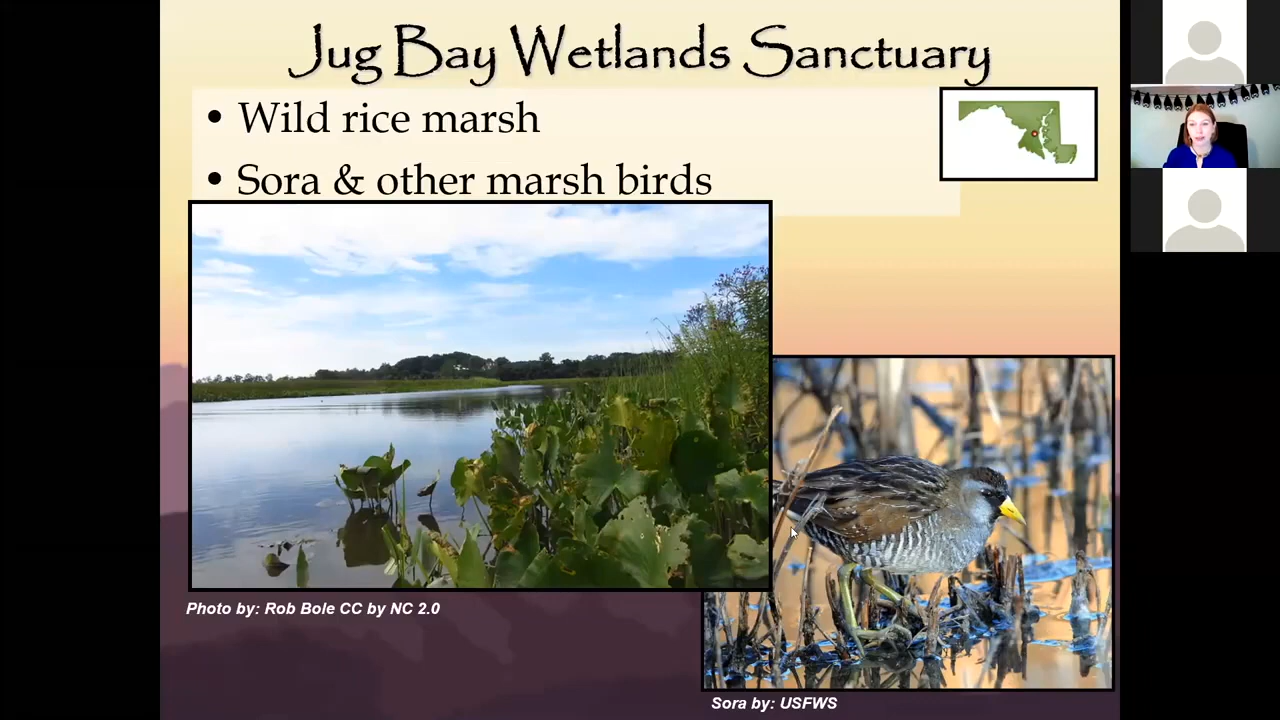 Jug Bay Wetlands Sanctuary
• Wild rice marsh
• Sora & other marsh birds
Photo by: Rob Bole CC by NC 2.0
Sora by: USFWS